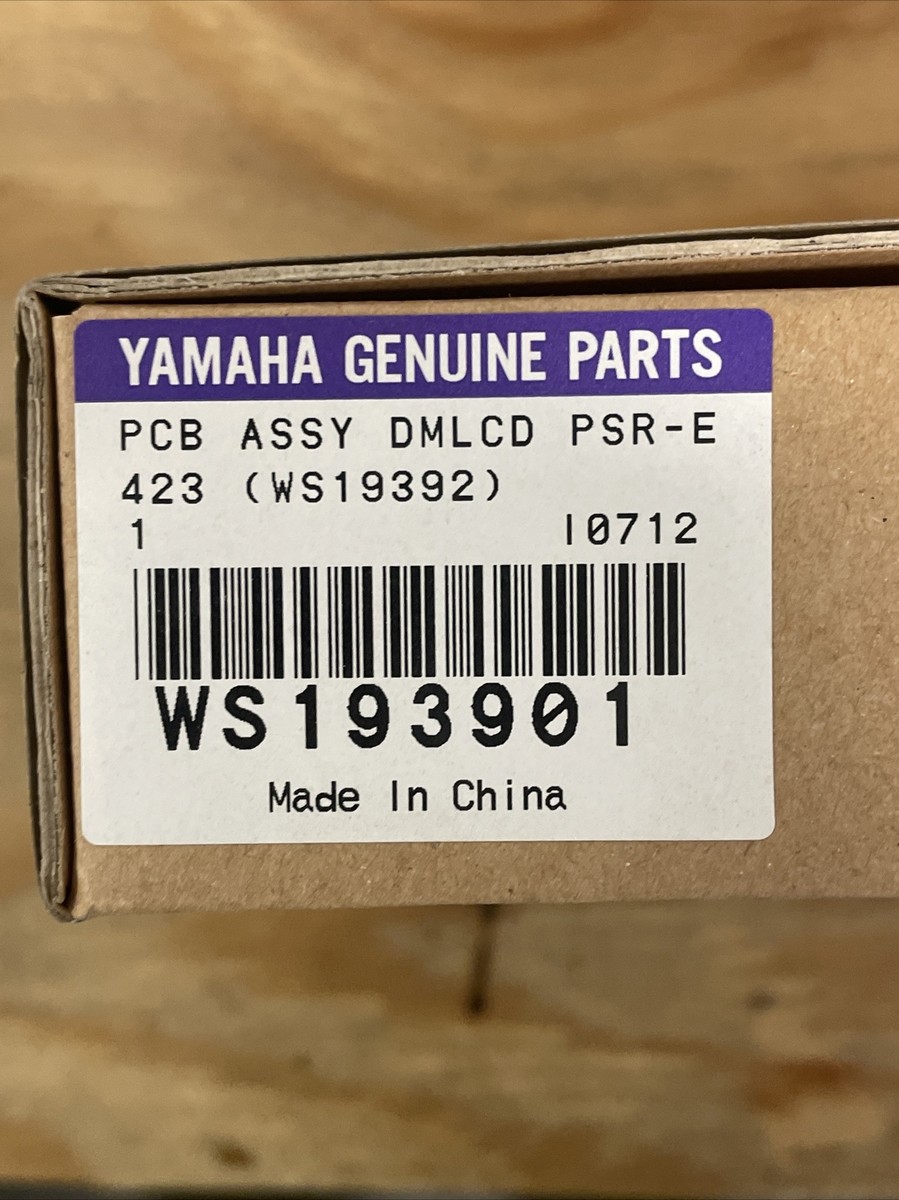 YAMAHA GENUINE PARTS
PCB ASSY DMLCD PSR-E
423 (WS19392)
1 I0712
WS193901
Made In China